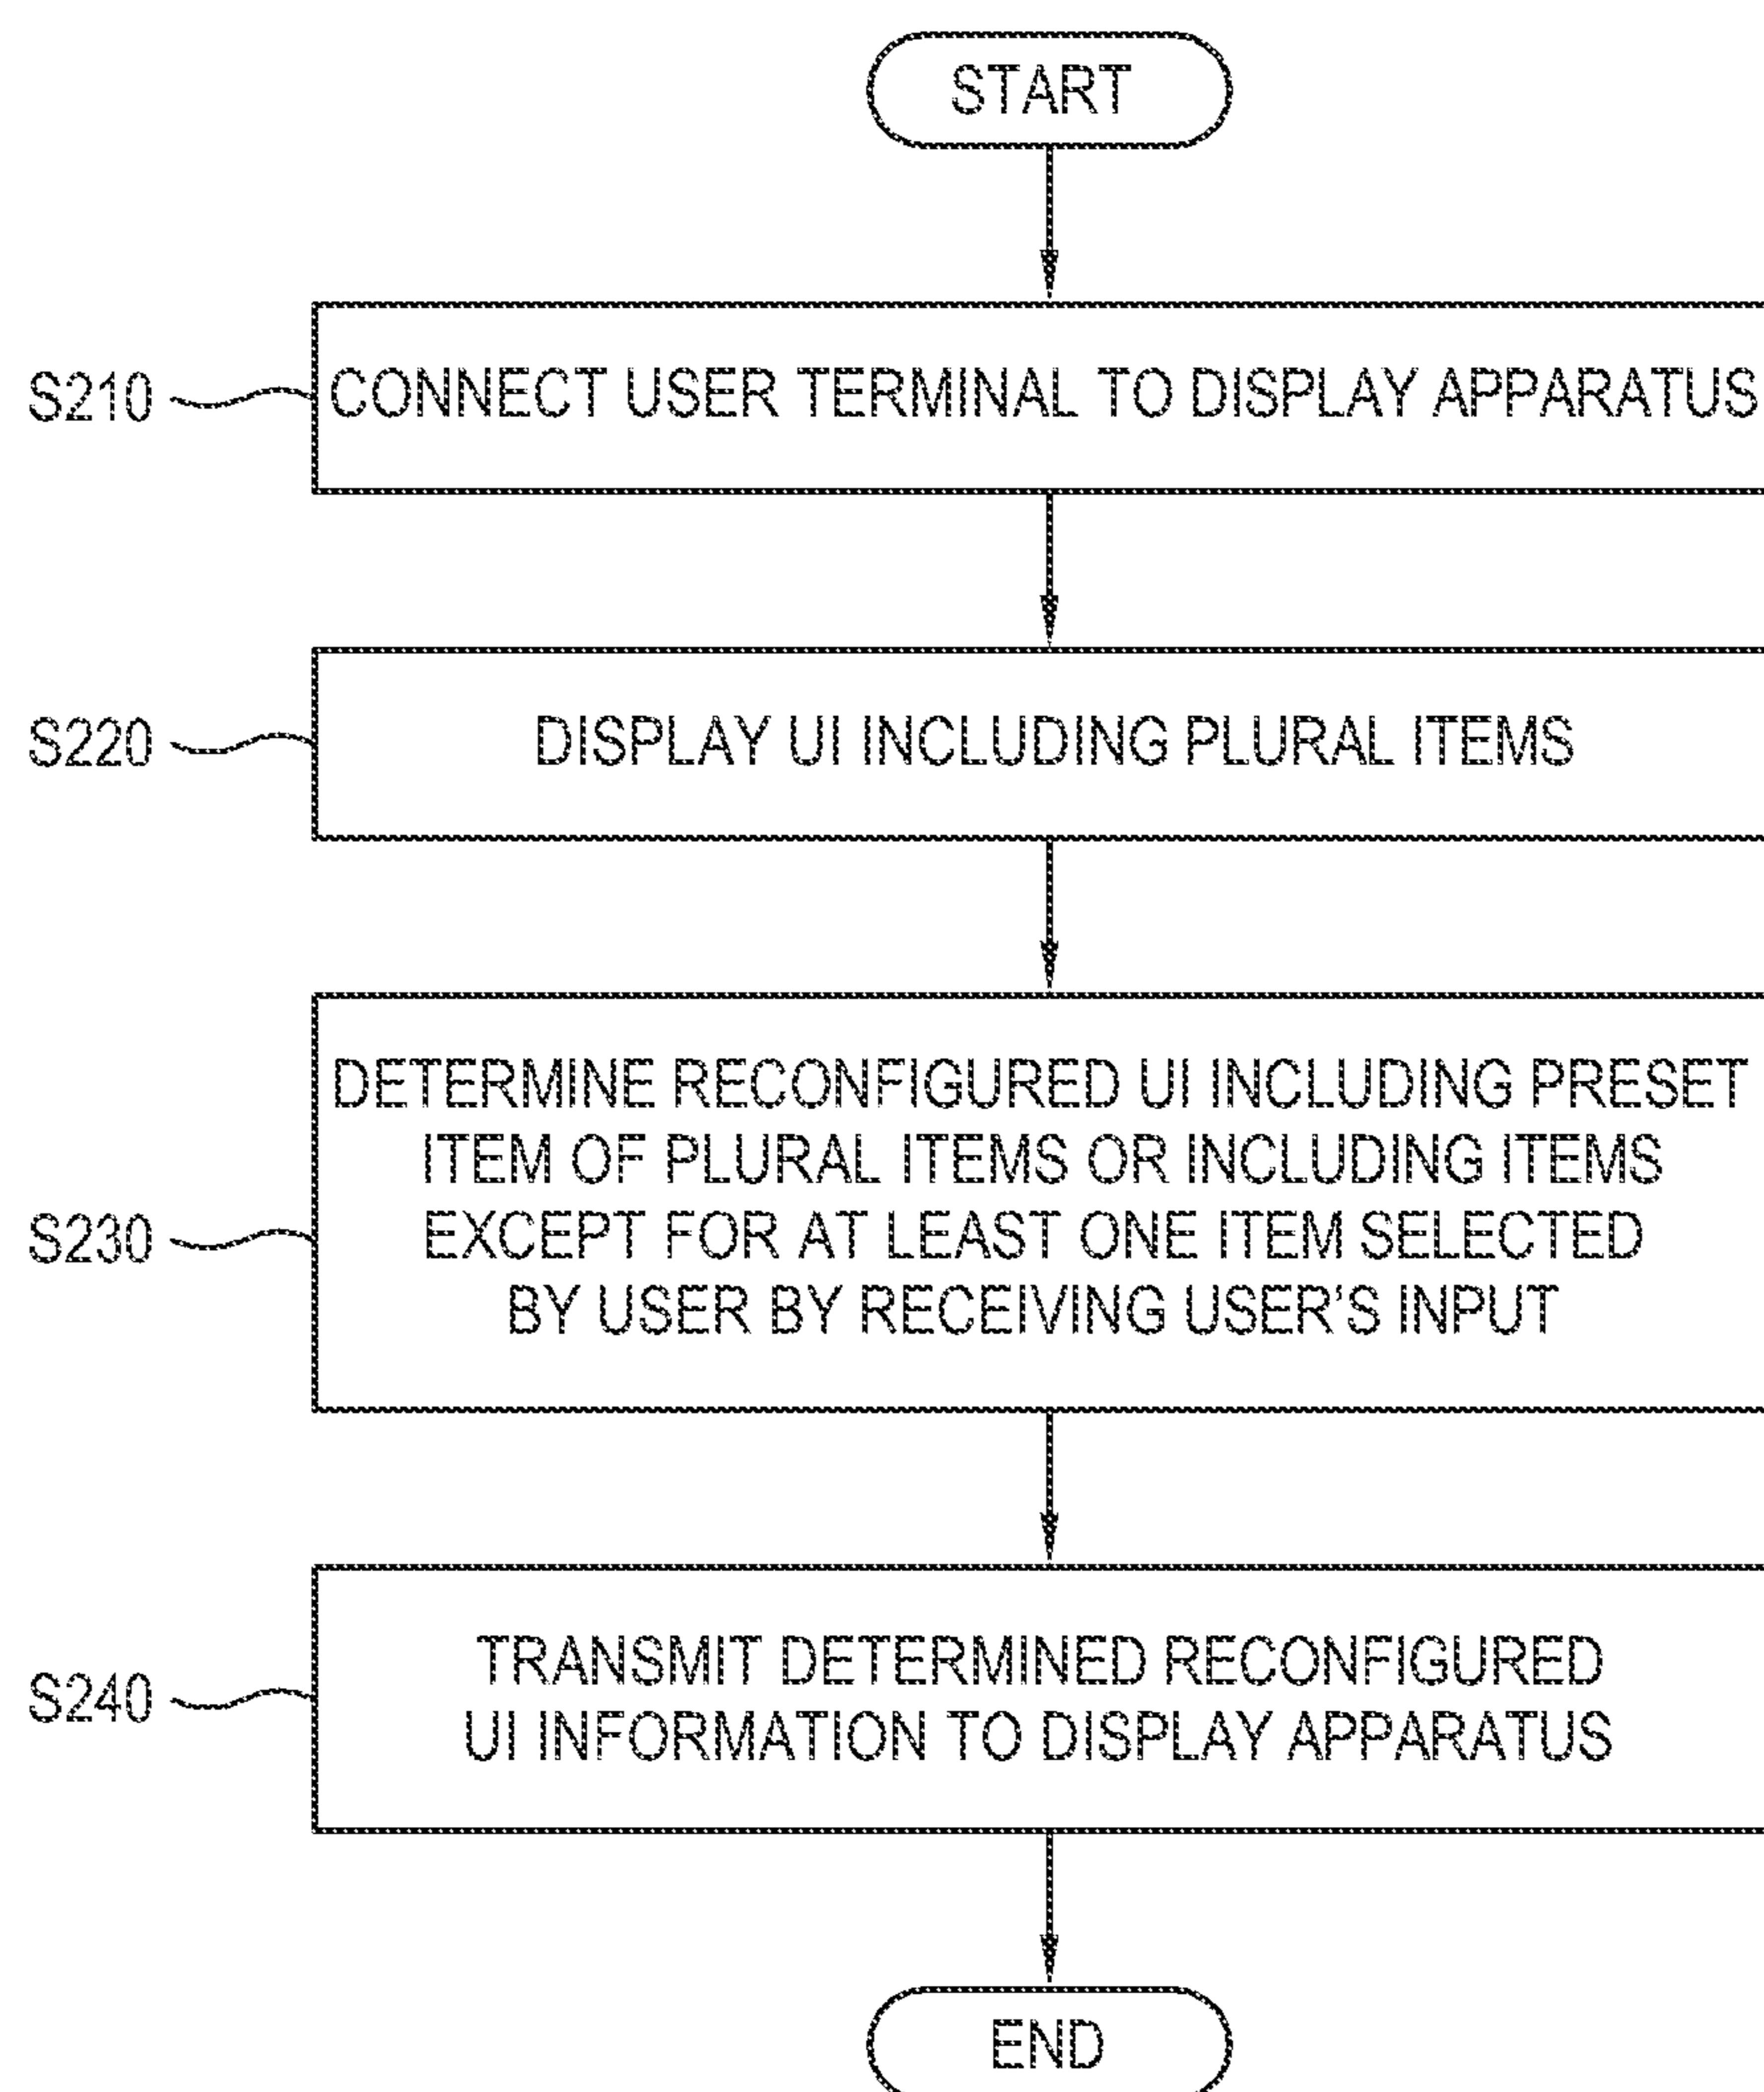 START
S210
CONNECT USER TERMINAL TO DISPLAY APPARATUS
S220
DISPLAY UI INCLUDING PLURAL ITEMS
S230
DETERMINE RECONFIGURED UI INCLUDING PRESET
ITEM OF PLURAL ITEMS OR INCLUDING ITEMS
EXCEPT FOR AT LEAST ONE ITEM SELECTED
BY USER BY RECEIVING USER'S INPUT
S240
TRANSMIT DETERMINED RECONFIGURED
UI INFORMATION TO DISPLAY APPARATUS
END